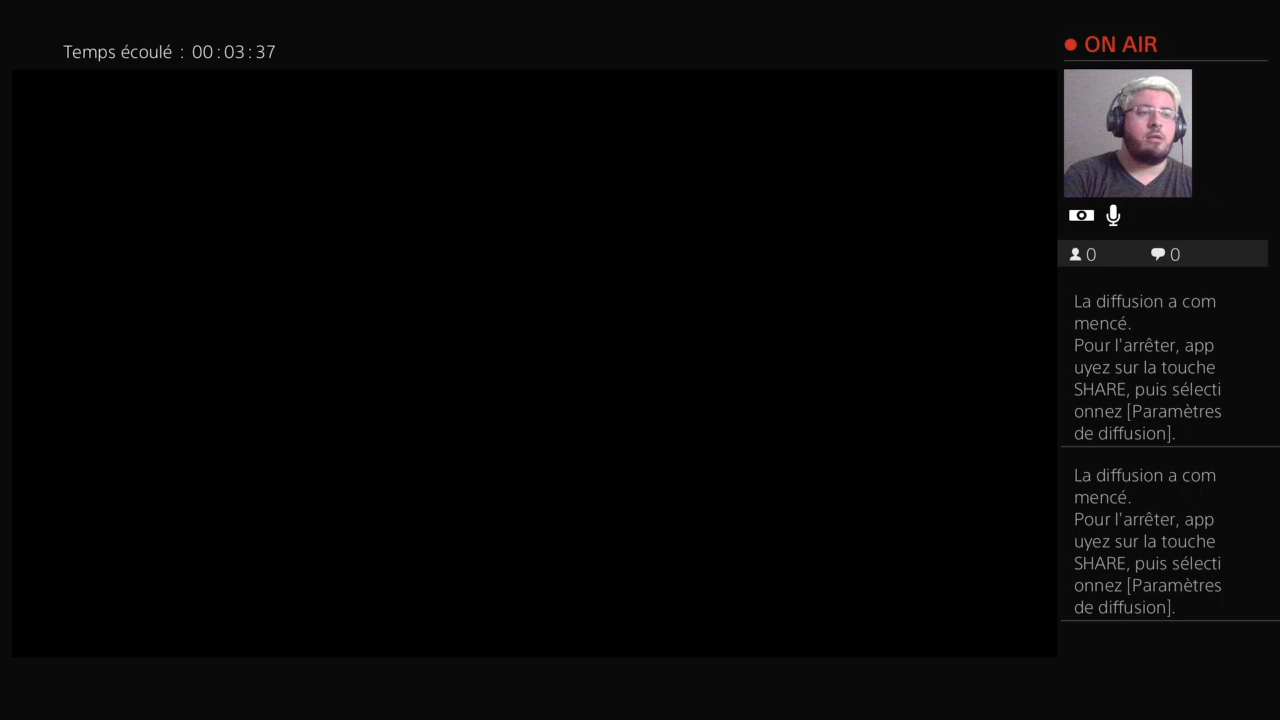 Temps écoulé : 00:03:37
ON AIR
0 0
La diffusion a com
mencé.
Pour l'arrêter, app
uyez sur la touche
SHARE, puis sélecti
onnez [Paramètres
de diffusion].
La diffusion a com
mencé.
Pour l'arrêter, app
uyez sur la touche
SHARE, puis sélecti
onnez [Paramètres
de diffusion].